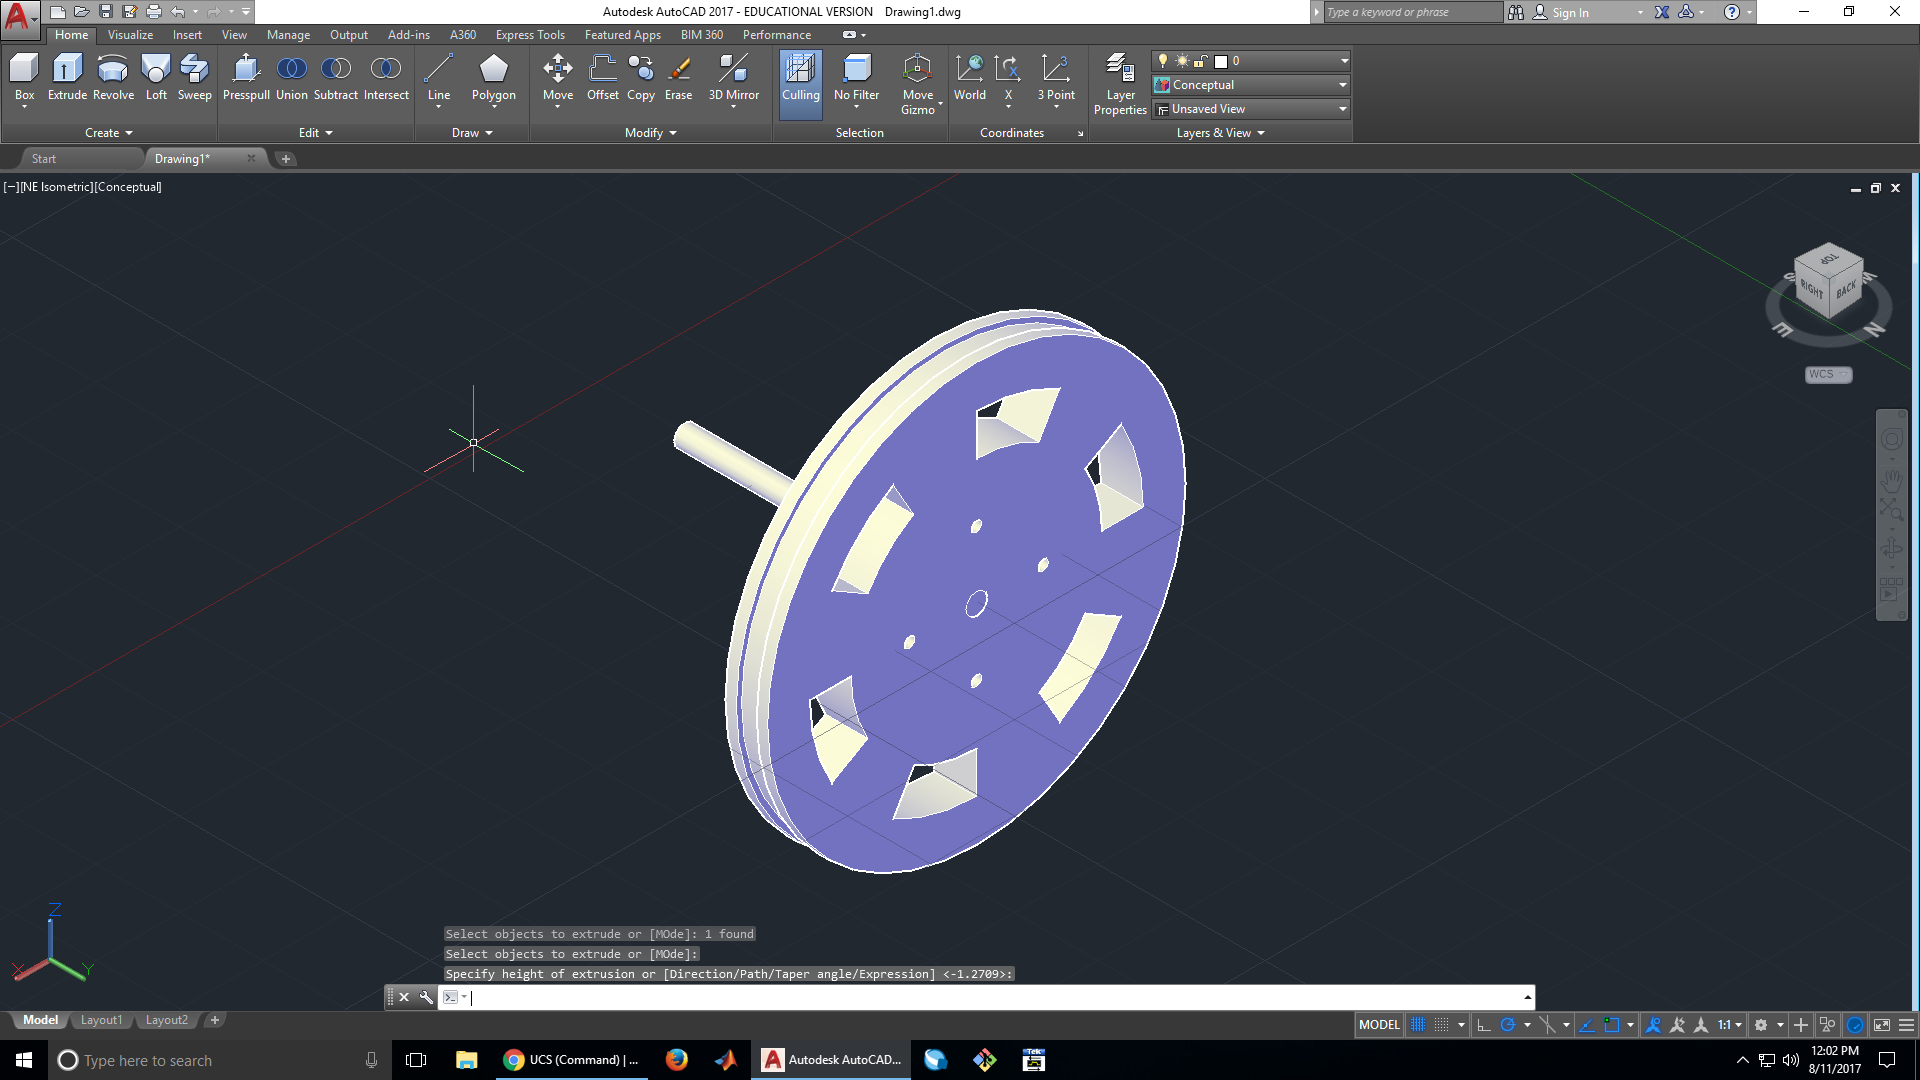 Autodesk AutoCAD 2017 - EDUCATIONAL VERSION Drawing1.dwg
Type a keyword or phrase
Sign In
Home Visualize Insert View Manage Output Add-ins A360 Express Tools Featured Apps BIM 360 Performance
Box Extrude Revolve Loft Sweep Presspull Union Subtract Intersect Line Polygon Move Offset Copy Erase 3D Mirror Culling No Filter Move Gizmo World X 3 Point Layer Properties
0
Conceptual
Unsaved View
Create Edit Draw Modify Selection Coordinates Layers & View
Start Drawing1*
[−][NE Isometric][Conceptual]
TOP
RIGHT BACK
S W
E N
WCS
Z
X Y
Select objects to extrude or [MOde]: 1 found
Select objects to extrude or [MOde]:
Specify height of extrusion or [Direction/Path/Taper angle/Expression] <-1.2709>:
Model Layout1 Layout2
MODEL 1:1
Type here to search
UCS (Command) | ...
Autodesk AutoCAD...
Tek
12:02 PM
8/11/2017